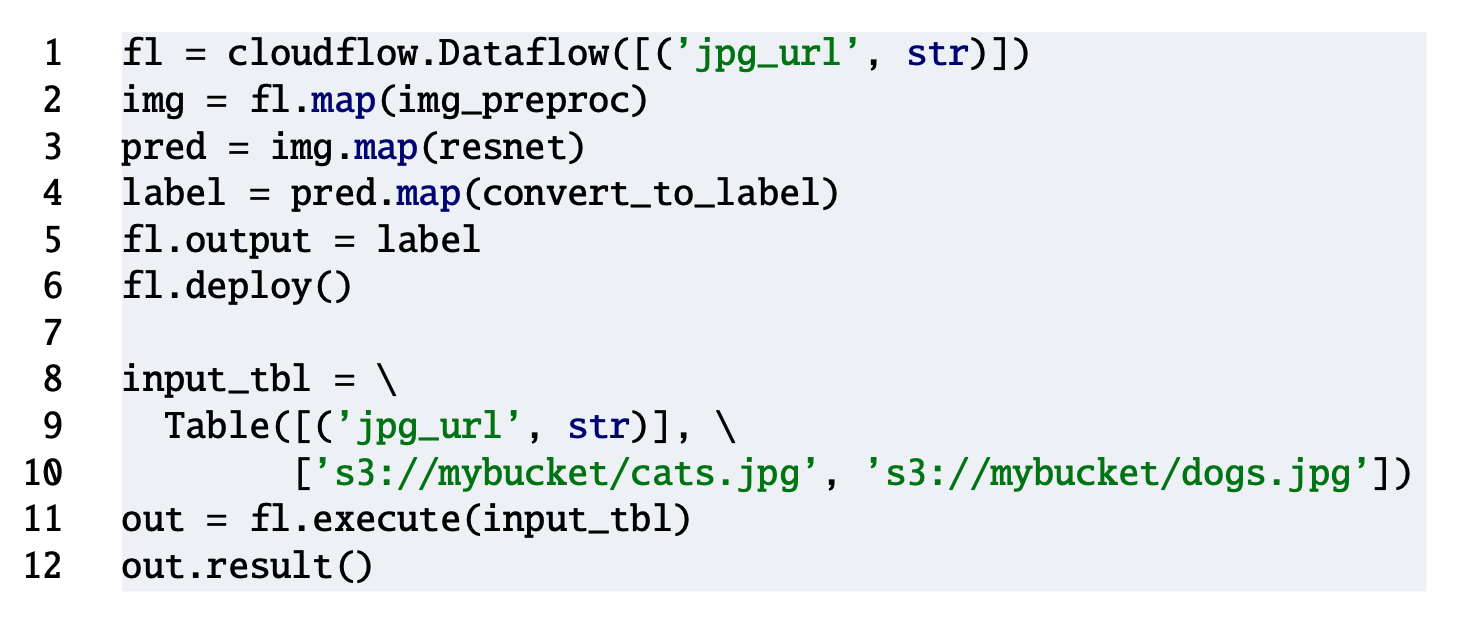 1 fl = cloudflow.Dataflow([(’jpg_url’, str)])
2 img = fl.map(img_preproc)
3 pred = img.map(resnet)
4 label = pred.map(convert_to_label)
5 fl.output = label
6 fl.deploy()
7
8 input_tbl = \
9 Table([(’jpg_url’, str)], \
10 [’s3://mybucket/cats.jpg’, ’s3://mybucket/dogs.jpg’])
11 out = fl.execute(input_tbl)
12 out.result()